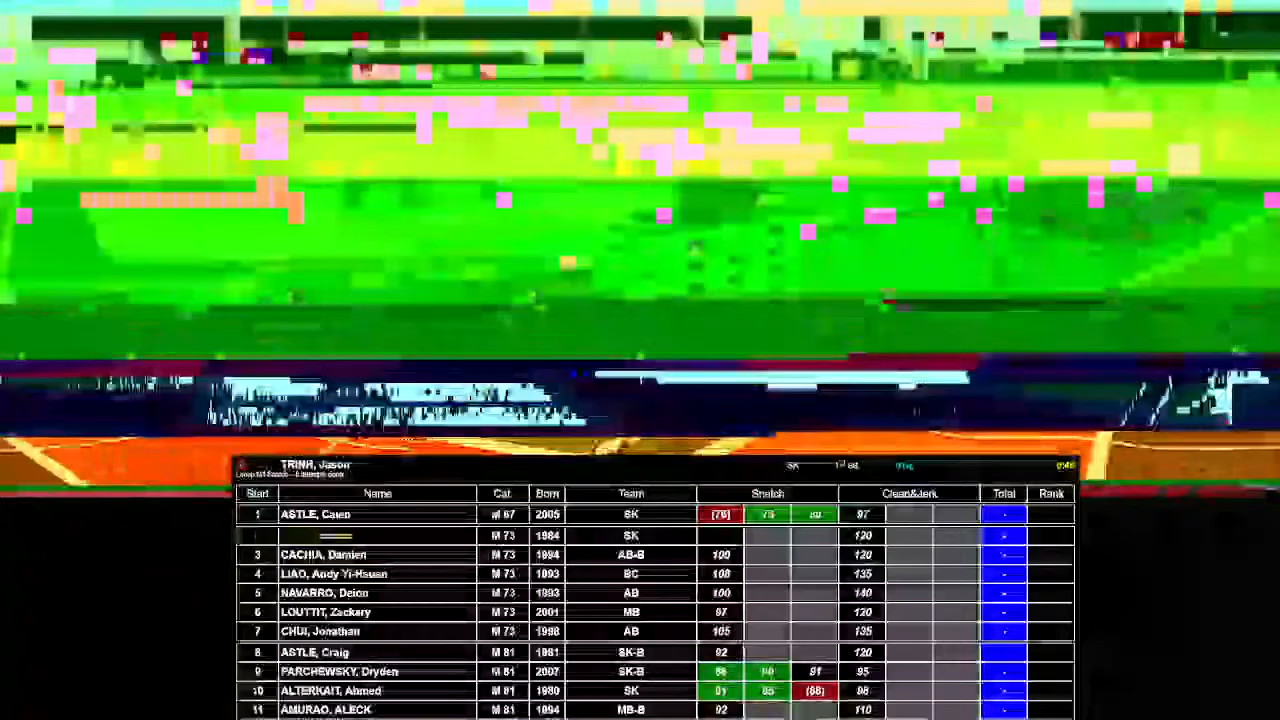 TRINH, Jason SK
Start Name Cat. Born Team Snatch Clean&Jerk Total Rank
1 ASTLE, Calen M 67 2005 SK (76) 97 -
M 73 1984 SK 120 -
3 CACHIA, Damien M 73 1994 AB-B 100 120 -
4 LIAO, Andy Yi-Hsuan M 73 1993 BC 108 135 -
5 NAVARRO, Deion M 73 1993 AB 100 140 -
6 LOUTTIT, Zackary M 73 2001 MB 97 120 -
7 CHUI, Jonathan M 73 1998 AB 105 135 -
8 ASTLE, Craig M 81 1981 SK-B 92 120 -
9 PARCHEWSKY, Dryden M 81 2007 SK-B 91 95 -
10 ALTERKAIT, Ahmed M 81 1980 SK 81 85 (88) 98 -
11 AMURAO, ALECK M 81 1994 MB-B 92 110 -